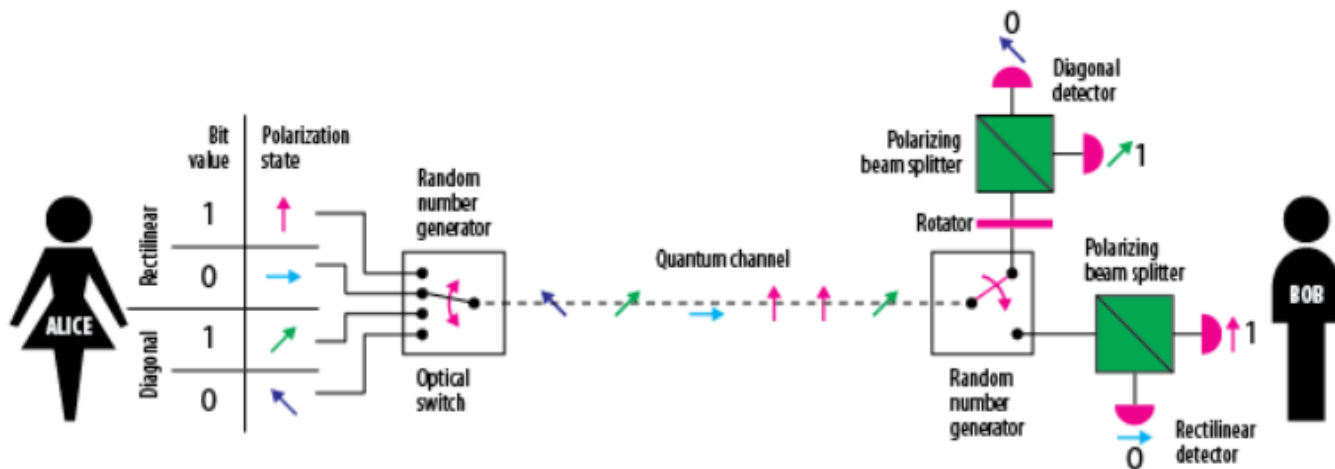 Bit
value
Polarization
state
Rectilinear
1
0
Diagonal
1
0
ALICE
Random
number
generator
Optical
switch
Quantum channel
0
Diagonal
detector
Polarizing
beam splitter
1
Rotator
Polarizing
beam splitter
1
Random
number
generator
0
Rectilinear
detector
BOB